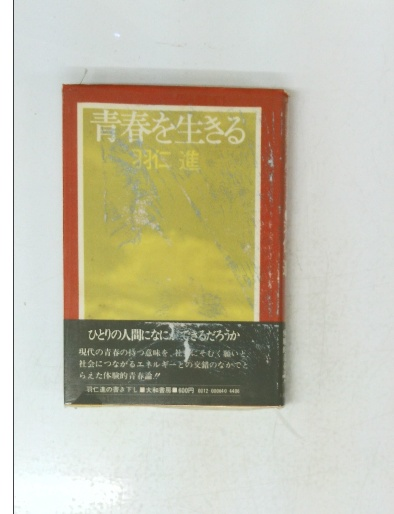 青春を生きる
羽仁 進
ひとりの人間になにができるだろうか
現代の青春の持つ意味を、社会にそむく願いと、
社会につながるエネルギーとの交錯のなかでと
らえた体験的青春論!!
羽仁進の書き下し■大和書房■600円